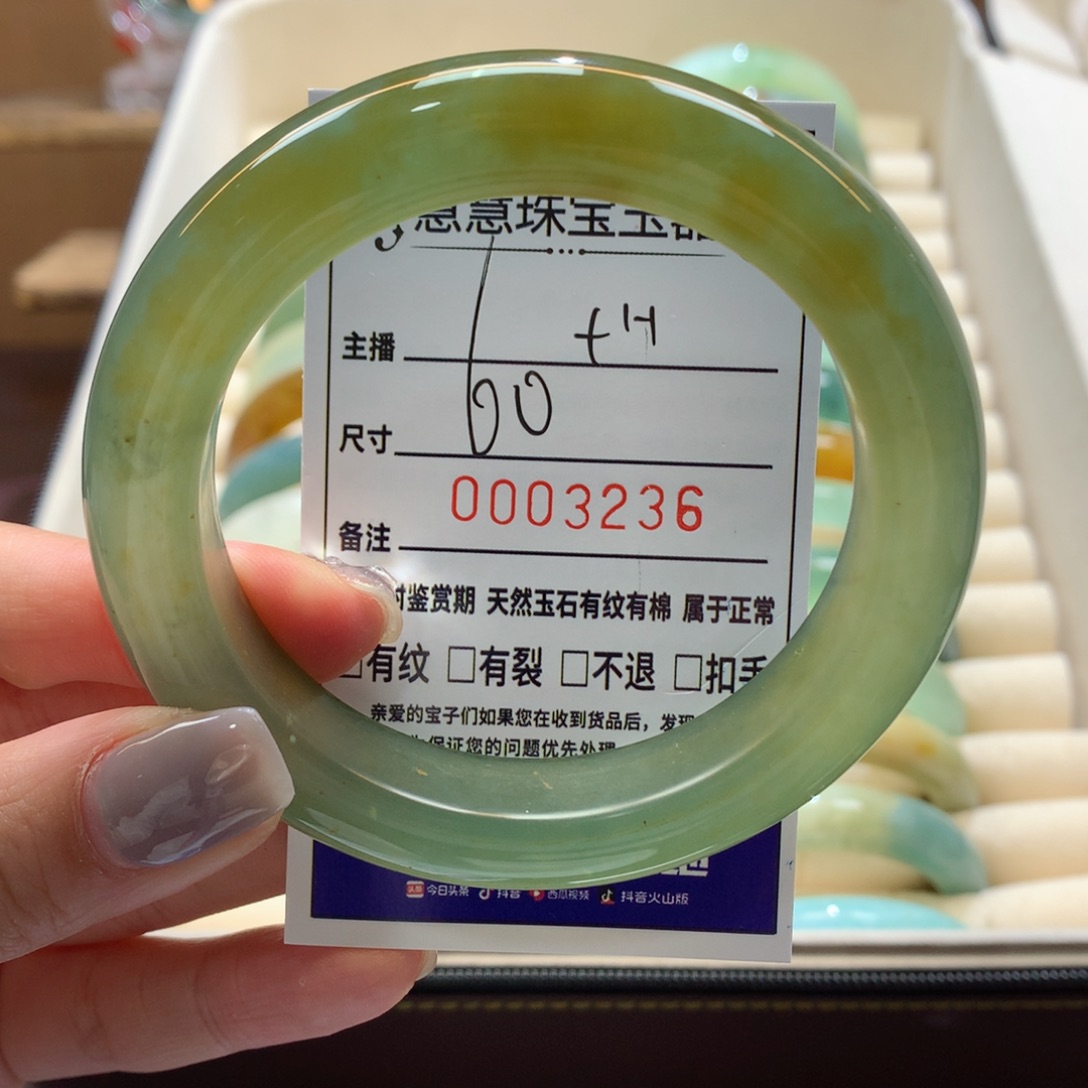 慧慧珠宝玉器
主播
尺寸 60
0003236
备注
时鉴赏期 天然玉石有纹有棉 属于正常
□有纹 □有裂 □不退 □扣手
亲爱的宝子们如果您在收到货品后，发现
保证您的问题优先处理
今日头条 抖音 西瓜视频 抖音火山版